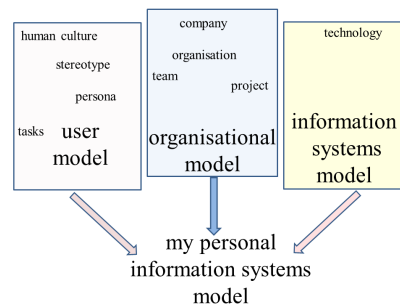 human culture
stereotype
persona
tasks
user
model
company
organisation
team
project
organisational
model
technology
information
systems
model
my personal
information systems
model